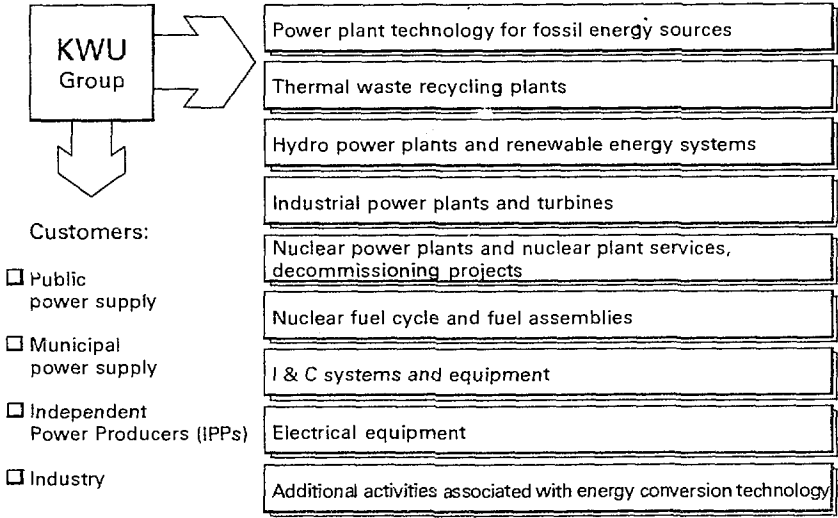 KWU
Group
Customers:
Public
power supply
Municipal
power supply
Independent
Power Producers (IPPs)
Industry
Power plant technology for fossil energy sources
Thermal waste recycling plants
Hydro power plants and renewable energy systems
Industrial power plants and turbines
Nuclear power plants and nuclear plant services,
decommissioning projects
Nuclear fuel cycle and fuel assemblies
I & C systems and equipment
Electrical equipment
Additional activities associated with energy conversion technology